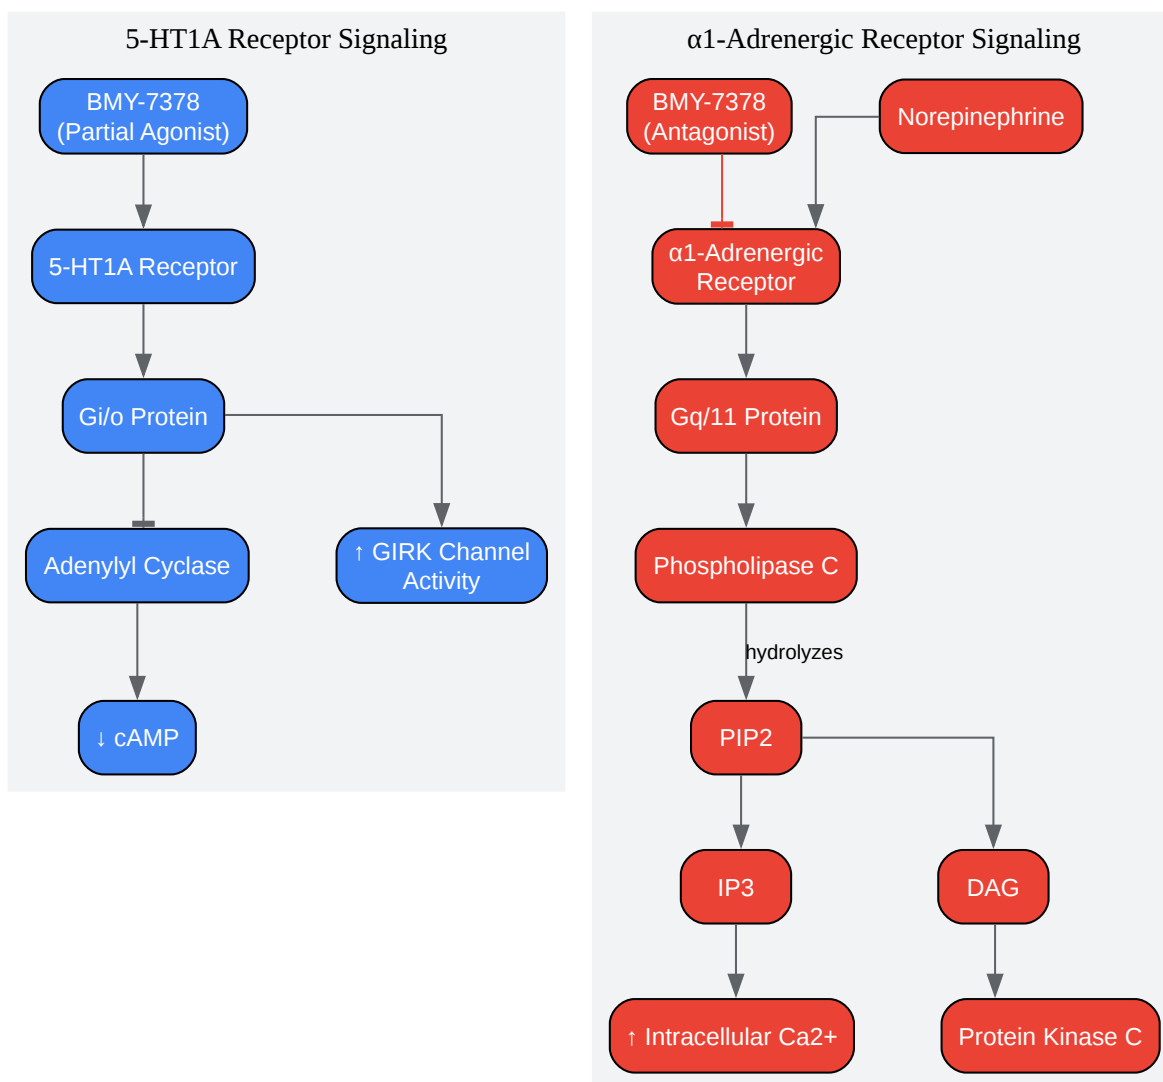 5-HT1A Receptor Signaling
BMY-7378
(Partial Agonist)
5-HT1A Receptor
Gi/o Protein
Adenylyl Cyclase
↑ GIRK Channel
Activity
↓ cAMP
α1-Adrenergic Receptor Signaling
BMY-7378
(Antagonist)
Norepinephrine
α1-Adrenergic
Receptor
Gq/11 Protein
Phospholipase C
hydrolyzes
PIP2
IP3
DAG
↑ Intracellular Ca2+
Protein Kinase C